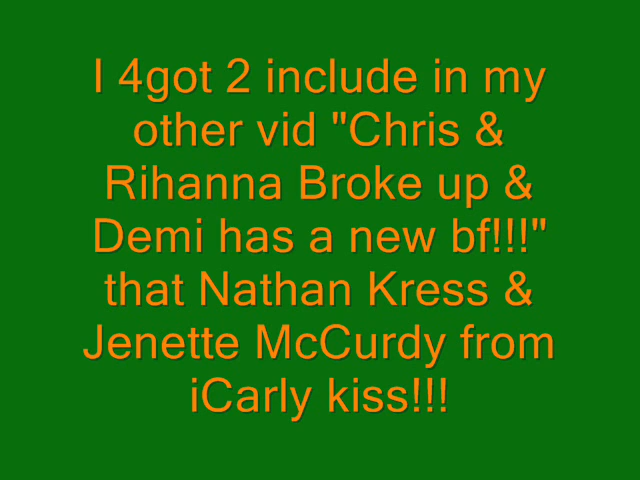 I 4got 2 include in my
other vid "Chris &
Rihanna Broke up &
Demi has a new bf!!!"
that Nathan Kress &
Jenette McCurdy from
iCarly kiss!!!